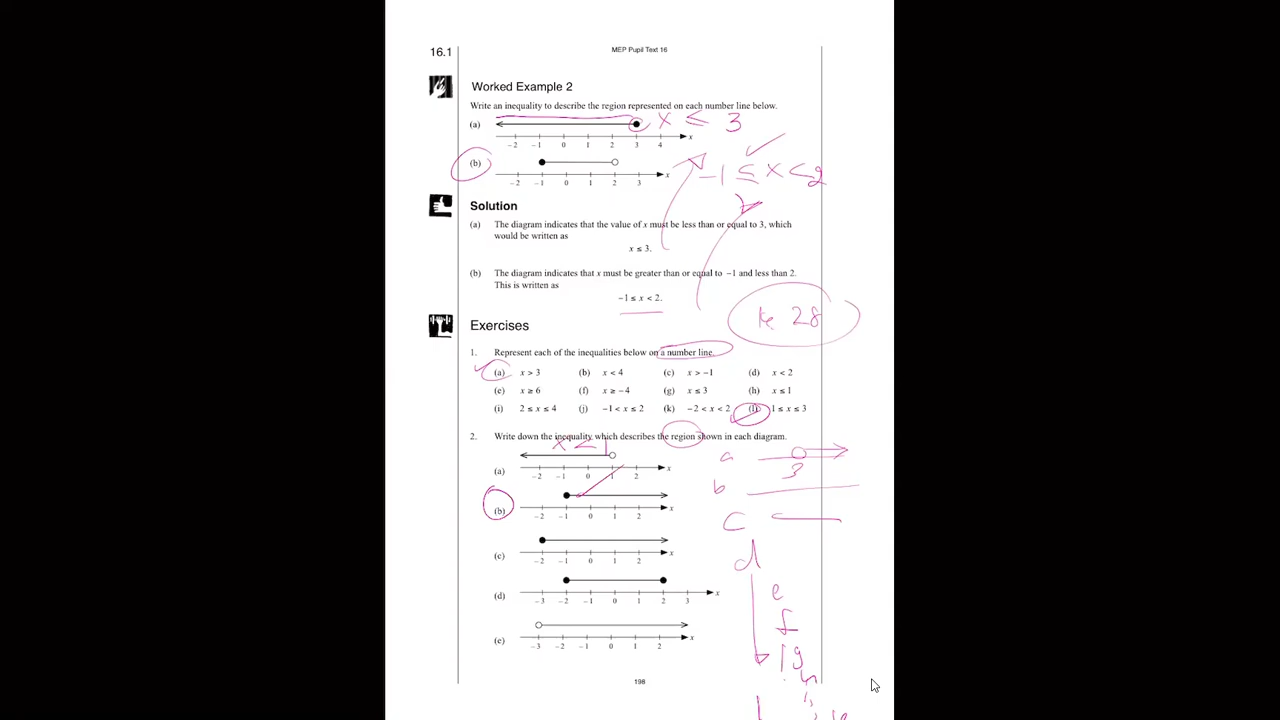 16.1
MEP Pupil Text 16
Worked Example 2
Write an inequality to describe the region represented on each number line below.
(a)
x ≤ 3
-2 -1 0 1 2 3 4 x
(b)
-1 ≤ x < 2
-2 -1 0 1 2 3 x
Solution
(a) The diagram indicates that the value of x must be less than or equal to 3, which
would be written as
x ≤ 3.
(b) The diagram indicates that x must be greater than or equal to -1 and less than 2.
This is written as
-1 ≤ x < 2.
28
Exercises
1. Represent each of the inequalities below on a number line.
(a) x > 3 (b) x < 4 (c) x > -1 (d) x < 2
(e) x ≥ 6 (f) x ≥ -4 (g) x ≤ 3 (h) x ≤ 1
(i) 2 ≤ x ≤ 4 (j) -1 < x ≤ 2 (k) -2 < x < 2 (l) 1 ≤ x ≤ 3
2. Write down the inequality which describes the region shown in each diagram.
x < 1
(a) -2 -1 0 1 2 x
(b) -2 -1 0 1 2 x
(c) -2 -1 0 1 2 x
(d) -3 -2 -1 0 1 2 3 x
(e) -3 -2 -1 0 1 2 x
a
3
b
c
d
e
f
g
198